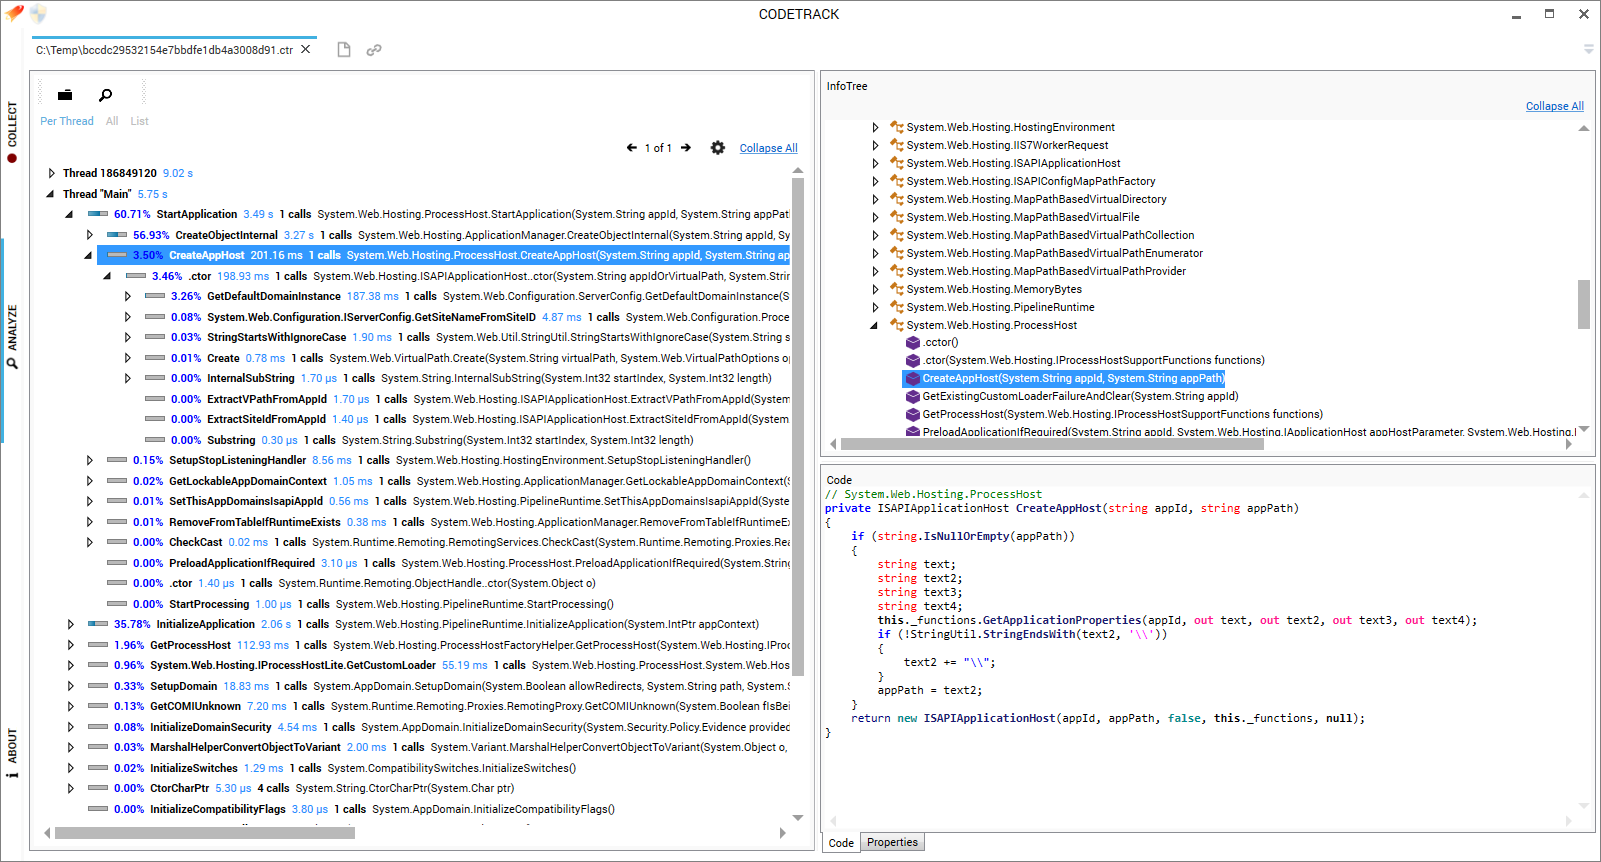 CODETRACK
C:\Temp\bccdc29532154e7bbdfe1db4a3008d91.ctr
COLLECT
ANALYZE
ABOUT
Per Thread All List
1 of 1 Collapse All
Thread 186849120 9.02 s
Thread "Main" 5.75 s
60.71% StartApplication 3.49 s 1 calls System.Web.Hosting.ProcessHost.StartApplication(System.String appId, System.String appPat
56.93% CreateObjectInternal 3.27 s 1 calls System.Web.Hosting.ApplicationManager.CreateObjectInternal(System.String appId, Sy
3.50% CreateAppHost 201.16 ms 1 calls System.Web.Hosting.ProcessHost.CreateAppHost(System.String appId, System.String ap
3.46% .ctor 198.93 ms 1 calls System.Web.Hosting.ISAPIApplicationHost..ctor(System.String appIdOrVirtualPath, System.Strin
3.26% GetDefaultDomainInstance 187.38 ms 1 calls System.Web.Configuration.ServerConfig.GetDefaultDomainInstance(S
0.08% System.Web.Configuration.IServerConfig.GetSiteNameFromSiteID 4.87 ms 1 calls System.Web.Configuration.Proce
0.03% StringStartsWithIgnoreCase 1.90 ms 1 calls System.Web.Util.StringUtil.StringStartsWithIgnoreCase(System.String s
0.01% Create 0.78 ms 1 calls System.Web.VirtualPath.Create(System.String virtualPath, System.Web.VirtualPathOptions op
0.00% InternalSubString 1.70 µs 1 calls System.String.InternalSubString(System.Int32 startIndex, System.Int32 length)
0.00% ExtractVPathFromAppId 1.70 µs 1 calls System.Web.Hosting.ISAPIApplicationHost.ExtractVPathFromAppId(System
0.00% ExtractSiteIdFromAppId 1.40 µs 1 calls System.Web.Hosting.ISAPIApplicationHost.ExtractSiteIdFromAppId(System.
0.00% Substring 0.30 µs 1 calls System.String.Substring(System.Int32 startIndex, System.Int32 length)
0.15% SetupStopListeningHandler 8.56 ms 1 calls System.Web.Hosting.HostingEnvironment.SetupStopListeningHandler()
0.02% GetLockableAppDomainContext 1.05 ms 1 calls System.Web.Hosting.ApplicationManager.GetLockableAppDomainContext(S
0.01% SetThisAppDomainsIsapiAppId 0.56 ms 1 calls System.Web.Hosting.PipelineRuntime.SetThisAppDomainsIsapiAppId(Syste
0.01% RemoveFromTableIfRuntimeExists 0.38 ms 1 calls System.Web.Hosting.ApplicationManager.RemoveFromTableIfRuntimeEx
0.00% CheckCast 0.02 ms 1 calls System.Runtime.Remoting.RemotingServices.CheckCast(System.Runtime.Remoting.Proxies.Rea
0.00% PreloadApplicationIfRequired 3.10 µs 1 calls System.Web.Hosting.ProcessHost.PreloadApplicationIfRequired(System.String
0.00% .ctor 1.40 µs 1 calls System.Runtime.Remoting.ObjectHandle..ctor(System.Object o)
0.00% StartProcessing 1.00 µs 1 calls System.Web.Hosting.PipelineRuntime.StartProcessing()
35.78% InitializeApplication 2.06 s 1 calls System.Web.Hosting.PipelineRuntime.InitializeApplication(System.IntPtr appContext)
1.96% GetProcessHost 112.93 ms 1 calls System.Web.Hosting.ProcessHostFactoryHelper.GetProcessHost(System.Web.Hosting.IProc
0.96% System.Web.Hosting.IProcessHostLite.GetCustomLoader 55.19 ms 1 calls System.Web.Hosting.ProcessHost.System.Web.Hos
0.33% SetupDomain 18.83 ms 1 calls System.AppDomain.SetupDomain(System.Boolean allowRedirects, System.String path, System.S
0.13% GetCOMIUnknown 7.20 ms 1 calls System.Runtime.Remoting.Proxies.RemotingProxy.GetCOMIUnknown(System.Boolean fIsBei
0.08% InitializeDomainSecurity 4.54 ms 1 calls System.AppDomain.InitializeDomainSecurity(System.Security.Policy.Evidence provided
0.03% MarshalHelperConvertObjectToVariant 2.00 ms 1 calls System.Variant.MarshalHelperConvertObjectToVariant(System.Object o,
0.02% InitializeSwitches 1.29 ms 1 calls System.CompatibilitySwitches.InitializeSwitches()
0.00% CtorCharPtr 5.30 µs 4 calls System.String.CtorCharPtr(System.Char ptr)
0.00% InitializeCompatibilityFlags 3.80 µs 1 calls System.AppDomain.InitializeCompatibilityFlags()
InfoTree
Collapse All
System.Web.Hosting.HostingEnvironment
System.Web.Hosting.IIS7WorkerRequest
System.Web.Hosting.ISAPIApplicationHost
System.Web.Hosting.ISAPIConfigMapPathFactory
System.Web.Hosting.MapPathBasedVirtualDirectory
System.Web.Hosting.MapPathBasedVirtualFile
System.Web.Hosting.MapPathBasedVirtualPathCollection
System.Web.Hosting.MapPathBasedVirtualPathEnumerator
System.Web.Hosting.MapPathBasedVirtualPathProvider
System.Web.Hosting.MemoryBytes
System.Web.Hosting.PipelineRuntime
System.Web.Hosting.ProcessHost
.cctor()
.ctor(System.Web.Hosting.IProcessHostSupportFunctions functions)
CreateAppHost(System.String appId, System.String appPath)
GetExistingCustomLoaderFailureAndClear(System.String appId)
GetProcessHost(System.Web.Hosting.IProcessHostSupportFunctions functions)
PreloadApplicationIfRequired(System.String appId, System.Web.Hosting.IApplicationHost appHostParameter, System.Web.Hosting.I
Code
// System.Web.Hosting.ProcessHost
private ISAPIApplicationHost CreateAppHost(string appId, string appPath)
{
if (string.IsNullOrEmpty(appPath))
{
string text;
string text2;
string text3;
string text4;
this._functions.GetApplicationProperties(appId, out text, out text2, out text3, out text4);
if (!StringUtil.StringEndsWith(text2, '\\'))
{
text2 += "\\";
}
appPath = text2;
}
return new ISAPIApplicationHost(appId, appPath, false, this._functions, null);
}
Code Properties